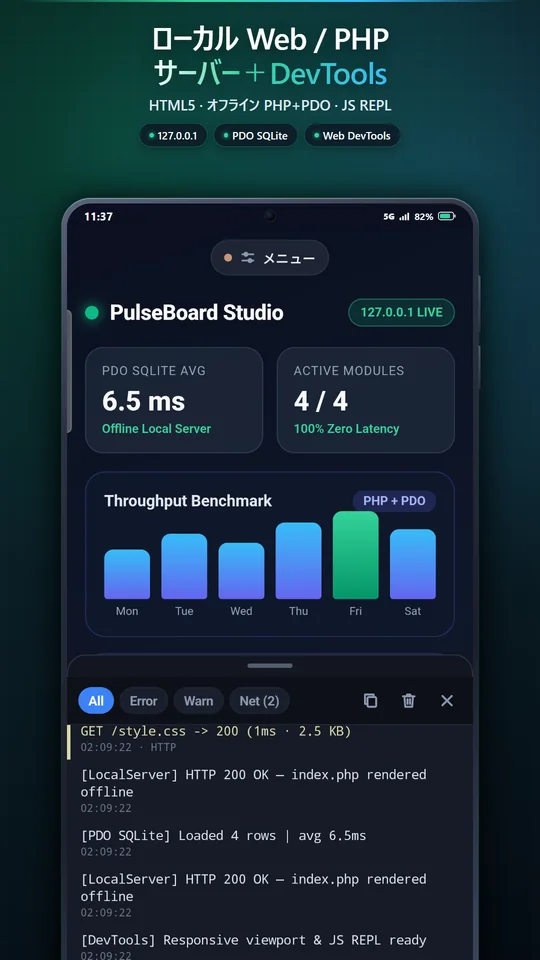 ローカル Web / PHP
サーバー＋DevTools
HTML5 · オフライン PHP+PDO · JS REPL
127.0.0.1
PDO SQLite
Web DevTools
11:37
5G
82%
メニュー
PulseBoard Studio
127.0.0.1 LIVE
PDO SQLITE AVG
6.5 ms
Offline Local Server
ACTIVE MODULES
4 / 4
100% Zero Latency
Throughput Benchmark
PHP + PDO
Mon
Tue
Wed
Thu
Fri
Sat
All
Error
Warn
Net (2)
GET /style.css -> 200 (1ms · 2.5 KB)
02:09:22 · HTTP
[LocalServer] HTTP 200 OK — index.php rendered
offline
02:09:22
[PDO SQLite] Loaded 4 rows | avg 6.5ms
02:09:22
[LocalServer] HTTP 200 OK — index.php rendered
offline
02:09:22
[DevTools] Responsive viewport & JS REPL ready
02:09:22